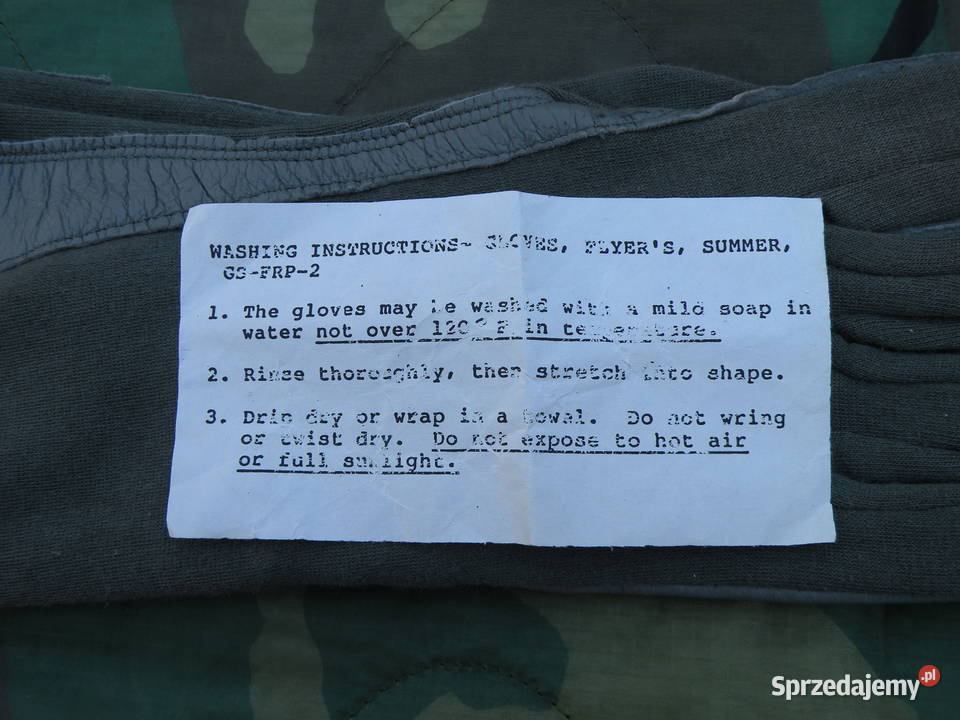 WASHING INSTRUCTIONS- GLOVES, FLYER'S, SUMMER,
GS-FRP-2
1. The gloves may be washed with a mild soap in
water not over 120° F in temperature.
2. Rinse thoroughly, then stretch into shape.
3. Drip dry or wrap in a towal. Do not wring
or twist dry. Do not expose to hot air
or full sunlight.
Sprzedajemy.pl